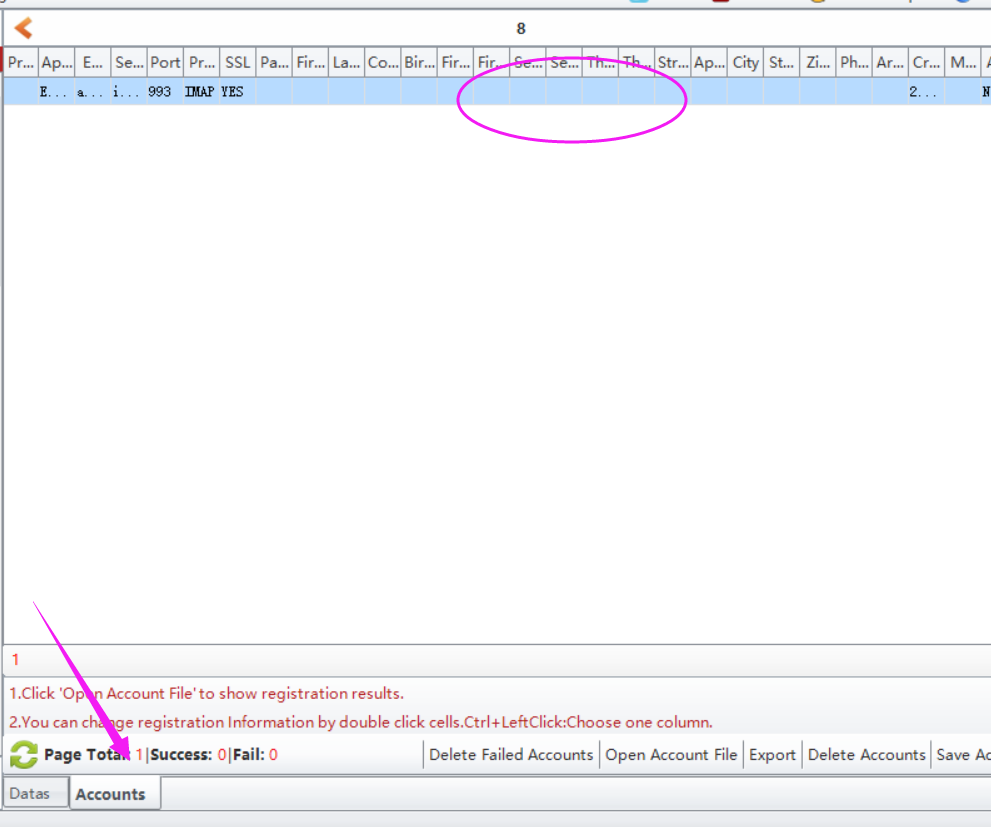 8
Pr... Ap... E... Se... Port Pr... SSL Pa... Fir... La... Co... Bir... Fir... Fir... Se... Se... Th... Th... Str... Ap... City St... Zi... Ph... Ar... Cr... M... A
E... a... i... 993 IMAP YES 2... N
1
1.Click 'Open Account File' to show registration results.
2.You can change registration Information by double click cells.Ctrl+LeftClick:Choose one column.
Page Total: 1|Success: 0|Fail: 0 Delete Failed Accounts Open Account File Export Delete Accounts Save Ac
Datas Accounts